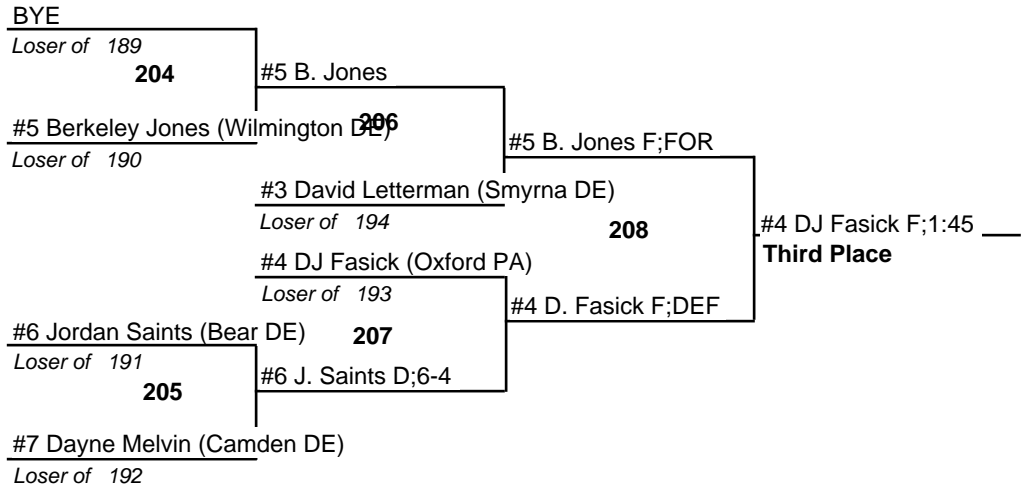 BYE
Loser of 189
204
#5 B. Jones
#5 Berkeley Jones (Wilmington DE)
206
Loser of 190
#5 B. Jones F;FOR
#3 David Letterman (Smyrna DE)
Loser of 194
208
#4 DJ Fasick F;1:45
Third Place
#4 DJ Fasick (Oxford PA)
Loser of 193
#4 D. Fasick F;DEF
#6 Jordan Saints (Bear DE)
207
Loser of 191
205
#6 J. Saints D;6-4
#7 Dayne Melvin (Camden DE)
Loser of 192